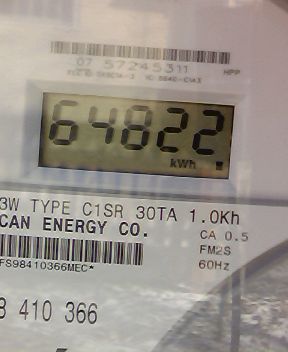 07 57245311
HPP
64822
kWh
3W TYPE C1SR 30TA 1.0Kh
CAN ENERGY CO.
CA 0.5
FM2S
FS98410366MEC*
60Hz
8 410 366